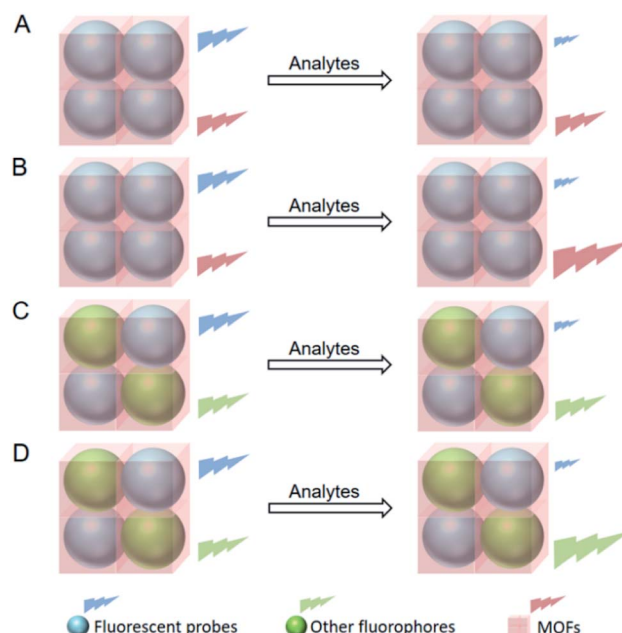 A
Analytes
B
Analytes
C
Analytes
D
Analytes
Fluorescent probes Other fluorophores MOFs